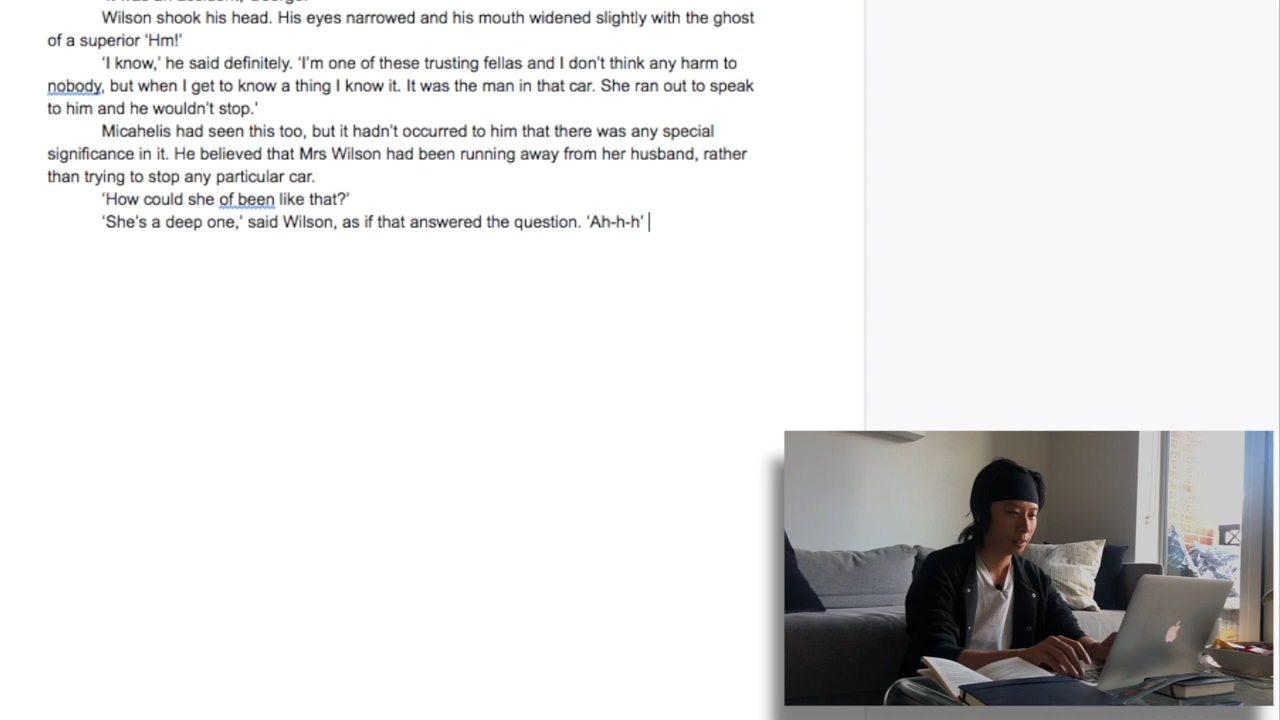 Wilson shook his head. His eyes narrowed and his mouth widened slightly with the ghost
of a superior ‘Hm!’
‘I know,’ he said definitely. ‘I’m one of these trusting fellas and I don’t think any harm to
nobody, but when I get to know a thing I know it. It was the man in that car. She ran out to speak
to him and he wouldn’t stop.’
Micahelis had seen this too, but it hadn’t occurred to him that there was any special
significance in it. He believed that Mrs Wilson had been running away from her husband, rather
than trying to stop any particular car.
‘How could she of been like that?’
‘She’s a deep one,’ said Wilson, as if that answered the question. ‘Ah-h-h’